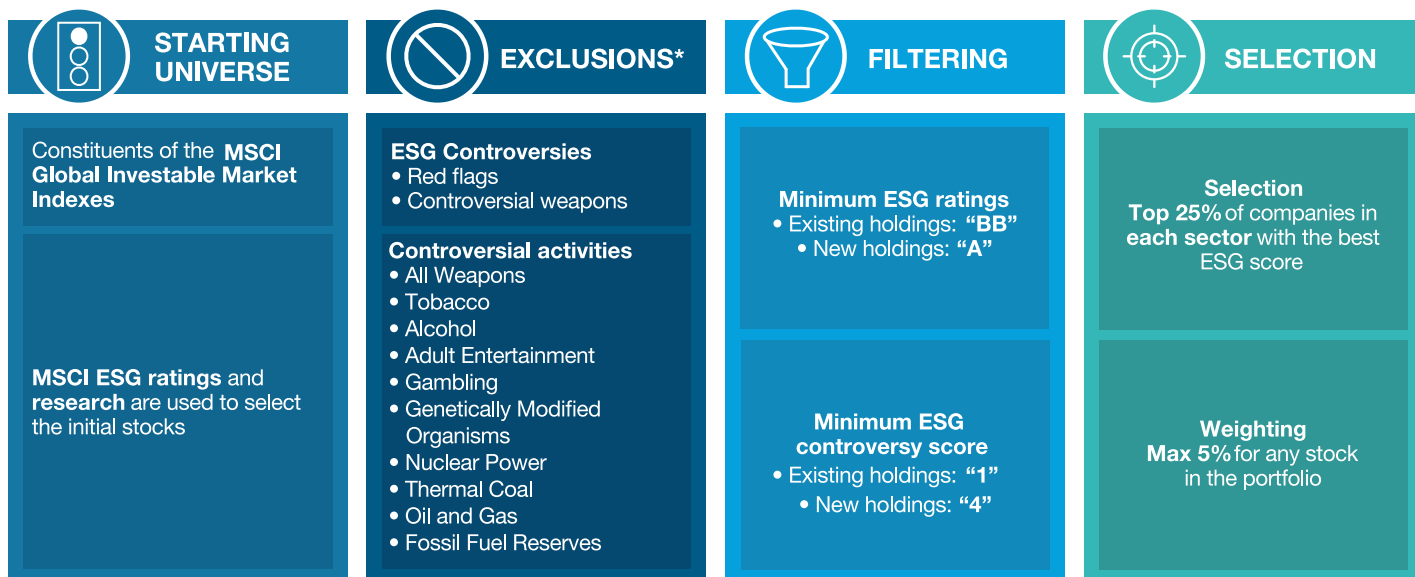 STARTING
UNIVERSE
Constituents of the MSCI
Global Investable Market
Indexes
MSCI ESG ratings and
research are used to select
the initial stocks
EXCLUSIONS*
ESG Controversies
• Red flags
• Controversial weapons
Controversial activities
• All Weapons
• Tobacco
• Alcohol
• Adult Entertainment
• Gambling
• Genetically Modified
Organisms
• Nuclear Power
• Thermal Coal
• Oil and Gas
• Fossil Fuel Reserves
FILTERING
Minimum ESG ratings
• Existing holdings: “BB”
• New holdings: “A”
Minimum ESG
controversy score
• Existing holdings: “1”
• New holdings: “4”
SELECTION
Selection
Top 25% of companies in
each sector with the best
ESG score
Weighting
Max 5% for any stock
in the portfolio